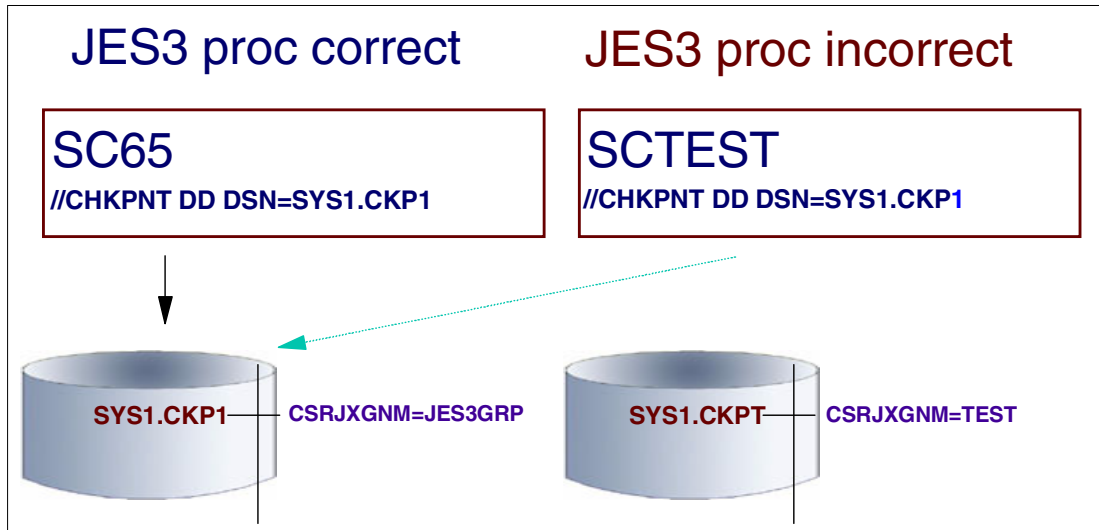 JES3 proc correct
JES3 proc incorrect
SC65
//CHKPNT DD DSN=SYS1.CKP1
SCTEST
//CHKPNT DD DSN=SYS1.CKP1
SYS1.CKP1
CSRJXGNM=JES3GRP
SYS1.CKPT
CSRJXGNM=TEST